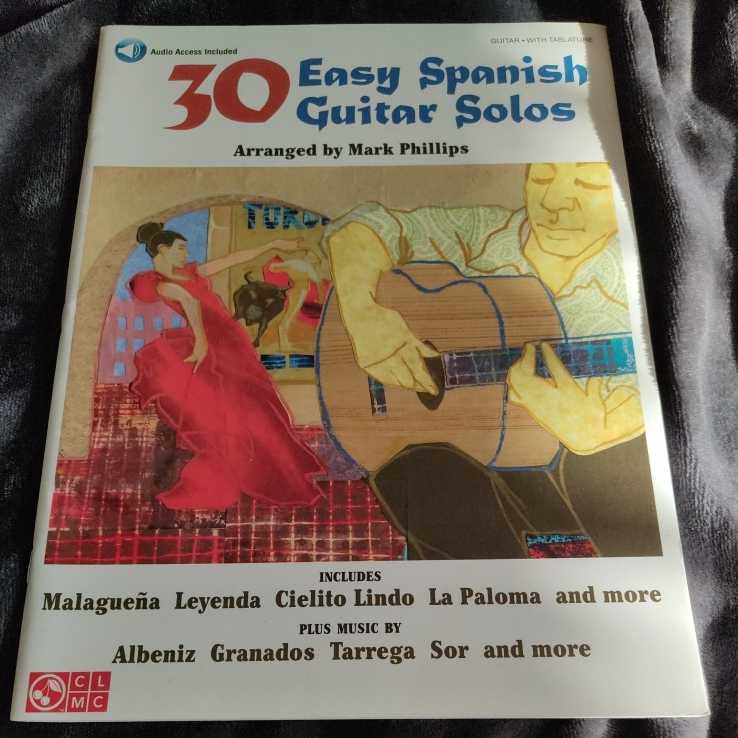 Audio Access Included
GUITAR • WITH TABLATURE
30 Easy Spanish
Guitar Solos
Arranged by Mark Phillips
INCLUDES
Malagueña Leyenda Cielito Lindo La Paloma and more
PLUS MUSIC BY
Albeniz Granados Tarrega Sor and more
C L
M C